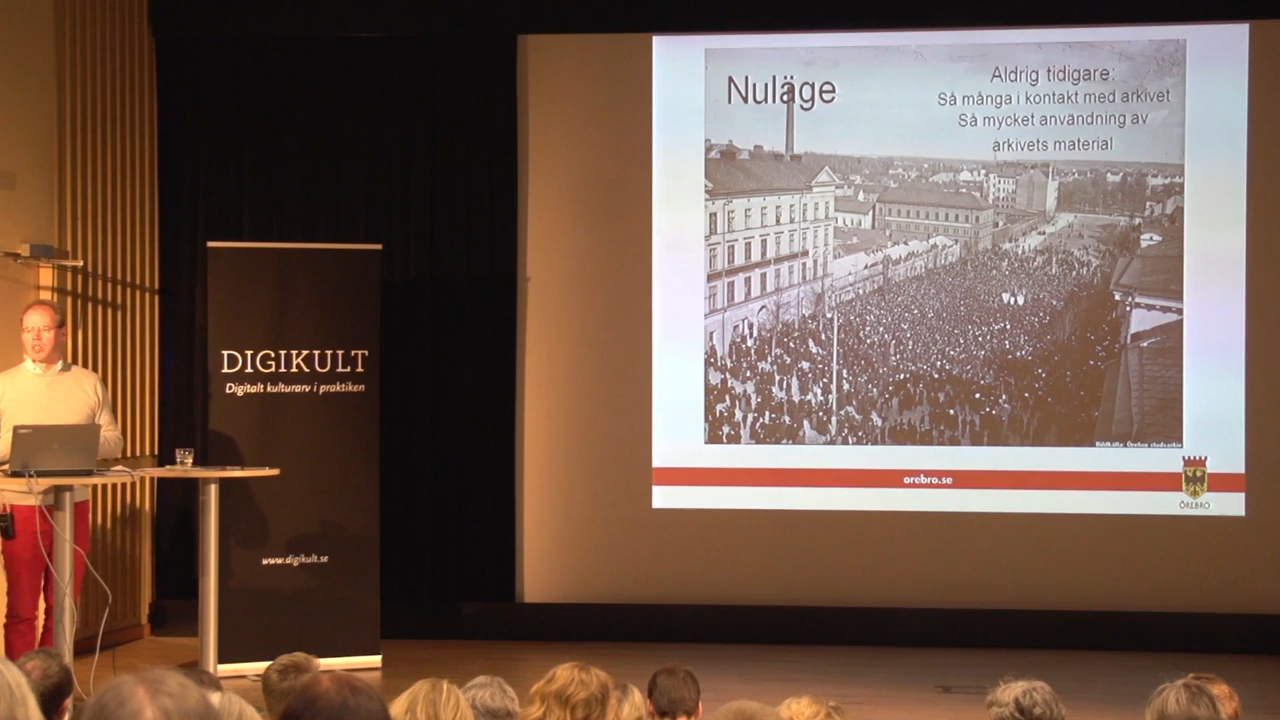 Nuläge
Aldrig tidigare:
Så många i kontakt med arkivet
Så mycket användning av
arkivets material
Bildkälla: Örebro stadsarkiv
orebro.se
ÖREBRO
DIGIKULT
Digitalt kulturarv i praktiken
www.digikult.se